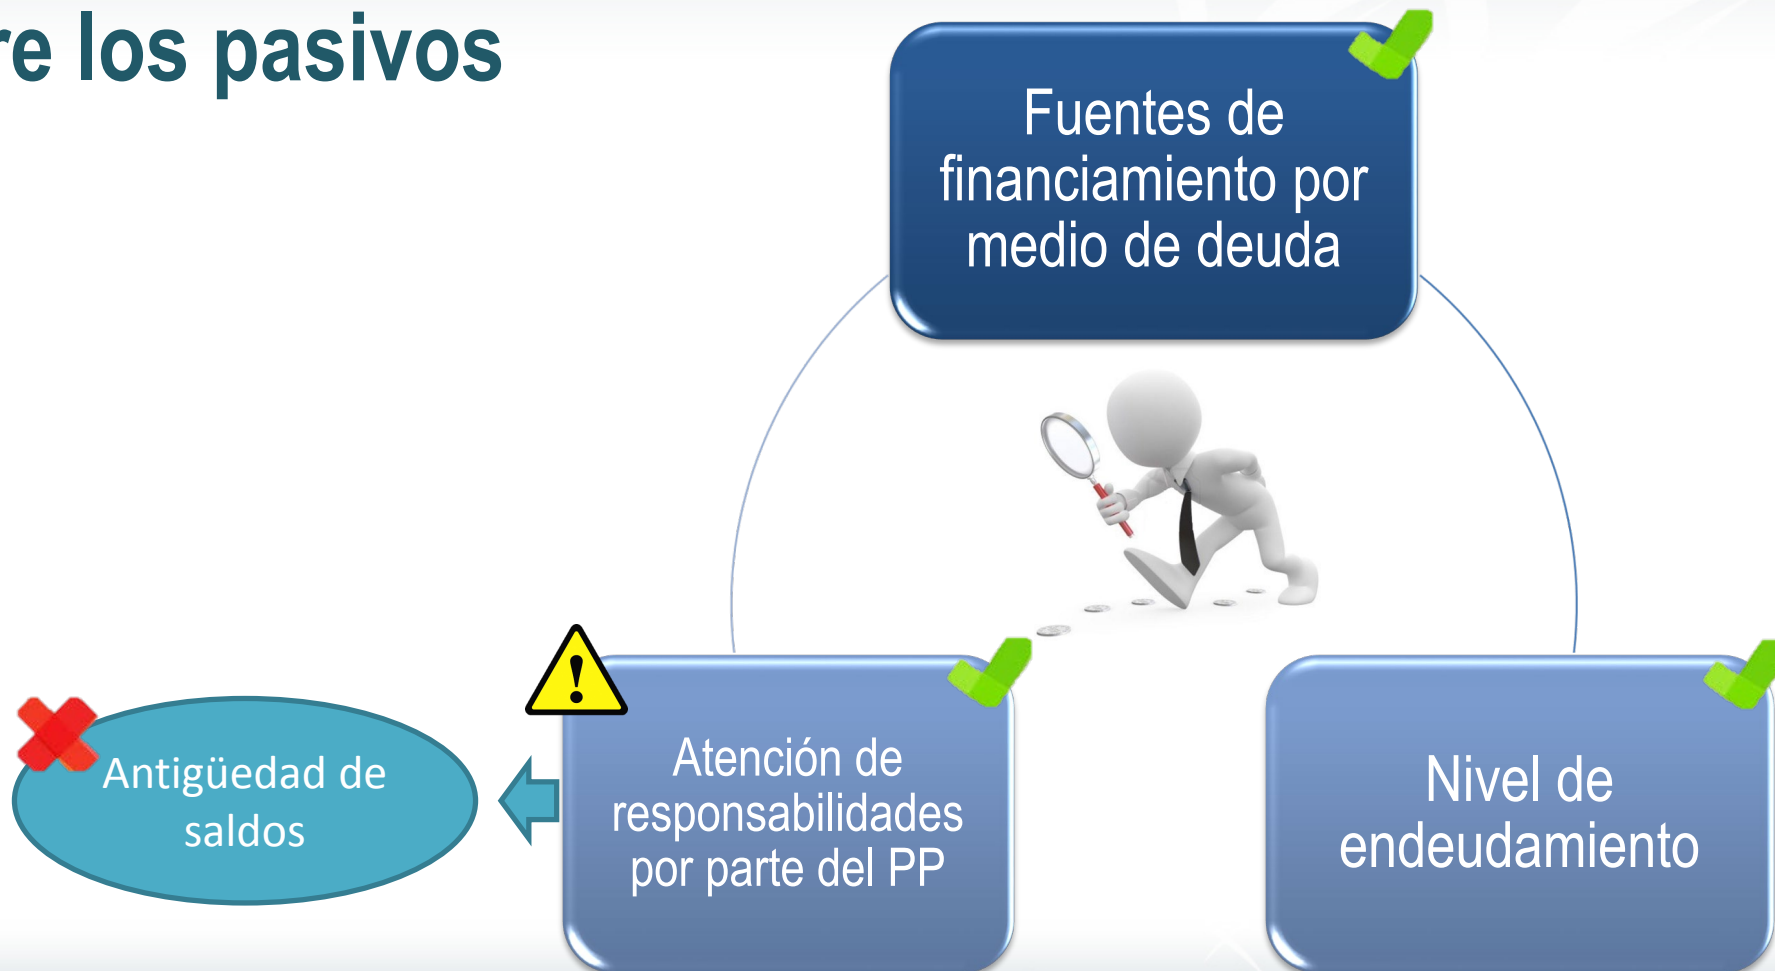 los pasivos
Fuentes de
financiamiento por
medio de deuda
Antigüedad de
saldos
Atención de
responsabilidades
por parte del PP
Nivel de
endeudamiento